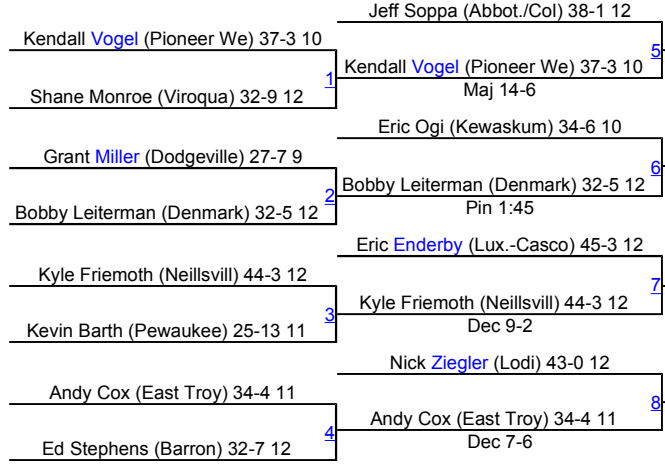 Jeff Soppa (Abbot./Col) 38-1 12
Kendall Vogel (Pioneer We) 37-3 10
5
1
Kendall Vogel (Pioneer We) 37-3 10
Maj 14-6
Shane Monroe (Viroqua) 32-9 12
Eric Ogi (Kewaskum) 34-6 10
Grant Miller (Dodgeville) 27-7 9
6
2
Bobby Leiterman (Denmark) 32-5 12
Pin 1:45
Bobby Leiterman (Denmark) 32-5 12
Eric Enderby (Lux.-Casco) 45-3 12
Kyle Friemoth (Neillsvill) 44-3 12
7
3
Kyle Friemoth (Neillsvill) 44-3 12
Dec 9-2
Kevin Barth (Pewaukee) 25-13 11
Nick Ziegler (Lodi) 43-0 12
Andy Cox (East Troy) 34-4 11
8
4
Andy Cox (East Troy) 34-4 11
Dec 7-6
Ed Stephens (Barron) 32-7 12